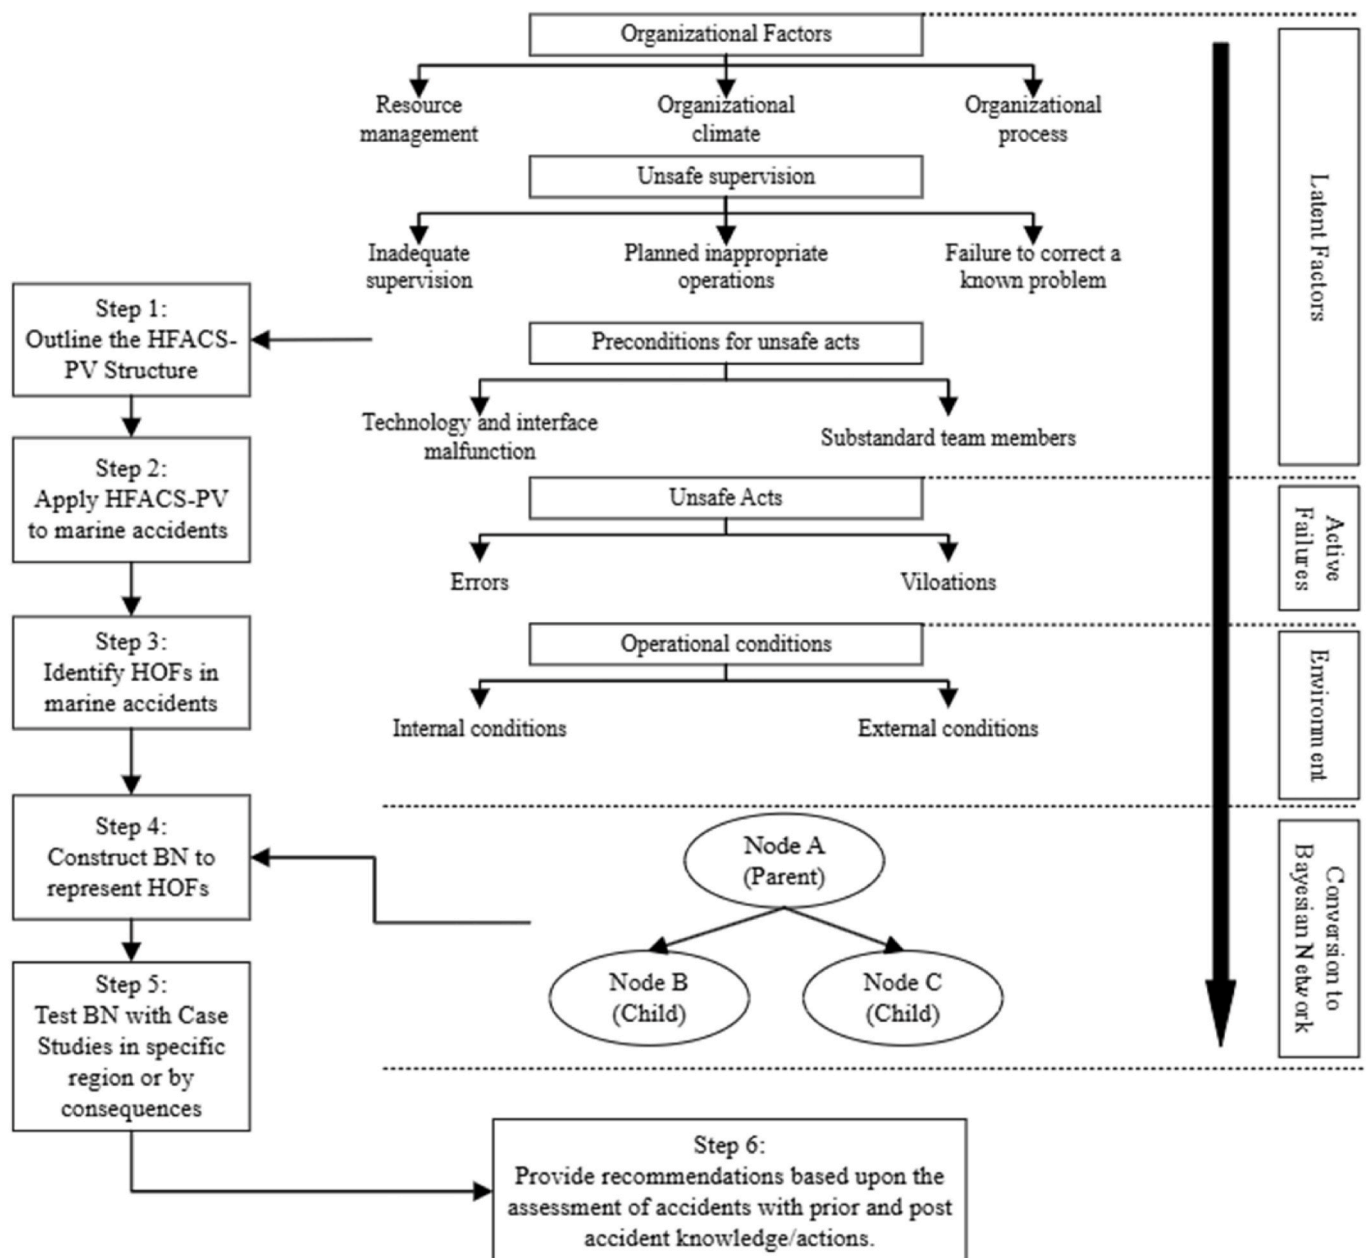 Organizational Factors
Resource
management
Organizational
climate
Organizational
process
Unsafe supervision
Inadequate
supervision
Planned inappropriate
operations
Failure to correct a
known problem
Preconditions for unsafe acts
Technology and interface
malfunction
Substandard team members
Unsafe Acts
Errors
Viloations
Operational conditions
Internal conditions
External conditions
Node A
(Parent)
Node B
(Child)
Node C
(Child)
Latent Factors
Active
Failures
Environment
Conversion to
Bayesian Network
Step 1:
Outline the HFACS-
PV Structure
Step 2:
Apply HFACS-PV
to marine accidents
Step 3:
Identify HOFs in
marine accidents
Step 4:
Construct BN to
represent HOFs
Step 5:
Test BN with Case
Studies in specific
region or by
consequences
Step 6:
Provide recommendations based upon the
assessment of accidents with prior and post
accident knowledge/actions.